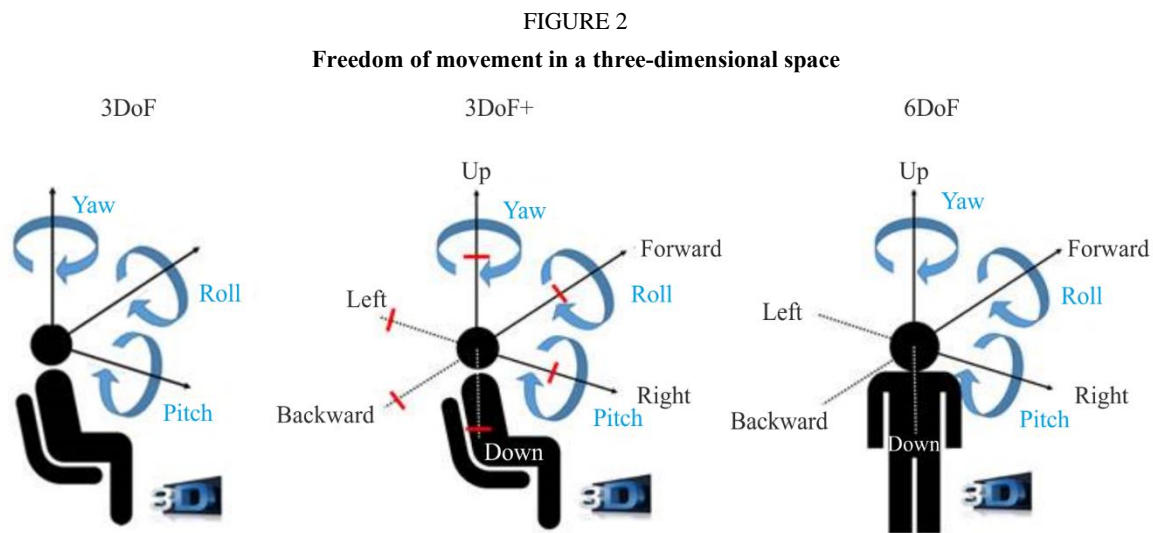 FIGURE 2
Freedom of movement in a three-dimensional space
3DoF
Yaw
Roll
Pitch
3D
3DoF+
Up
Yaw
Forward
Roll
Left
Backward
Right
Pitch
Down
3D
6DoF
Up
Yaw
Forward
Roll
Left
Backward
Right
Pitch
Down
3D